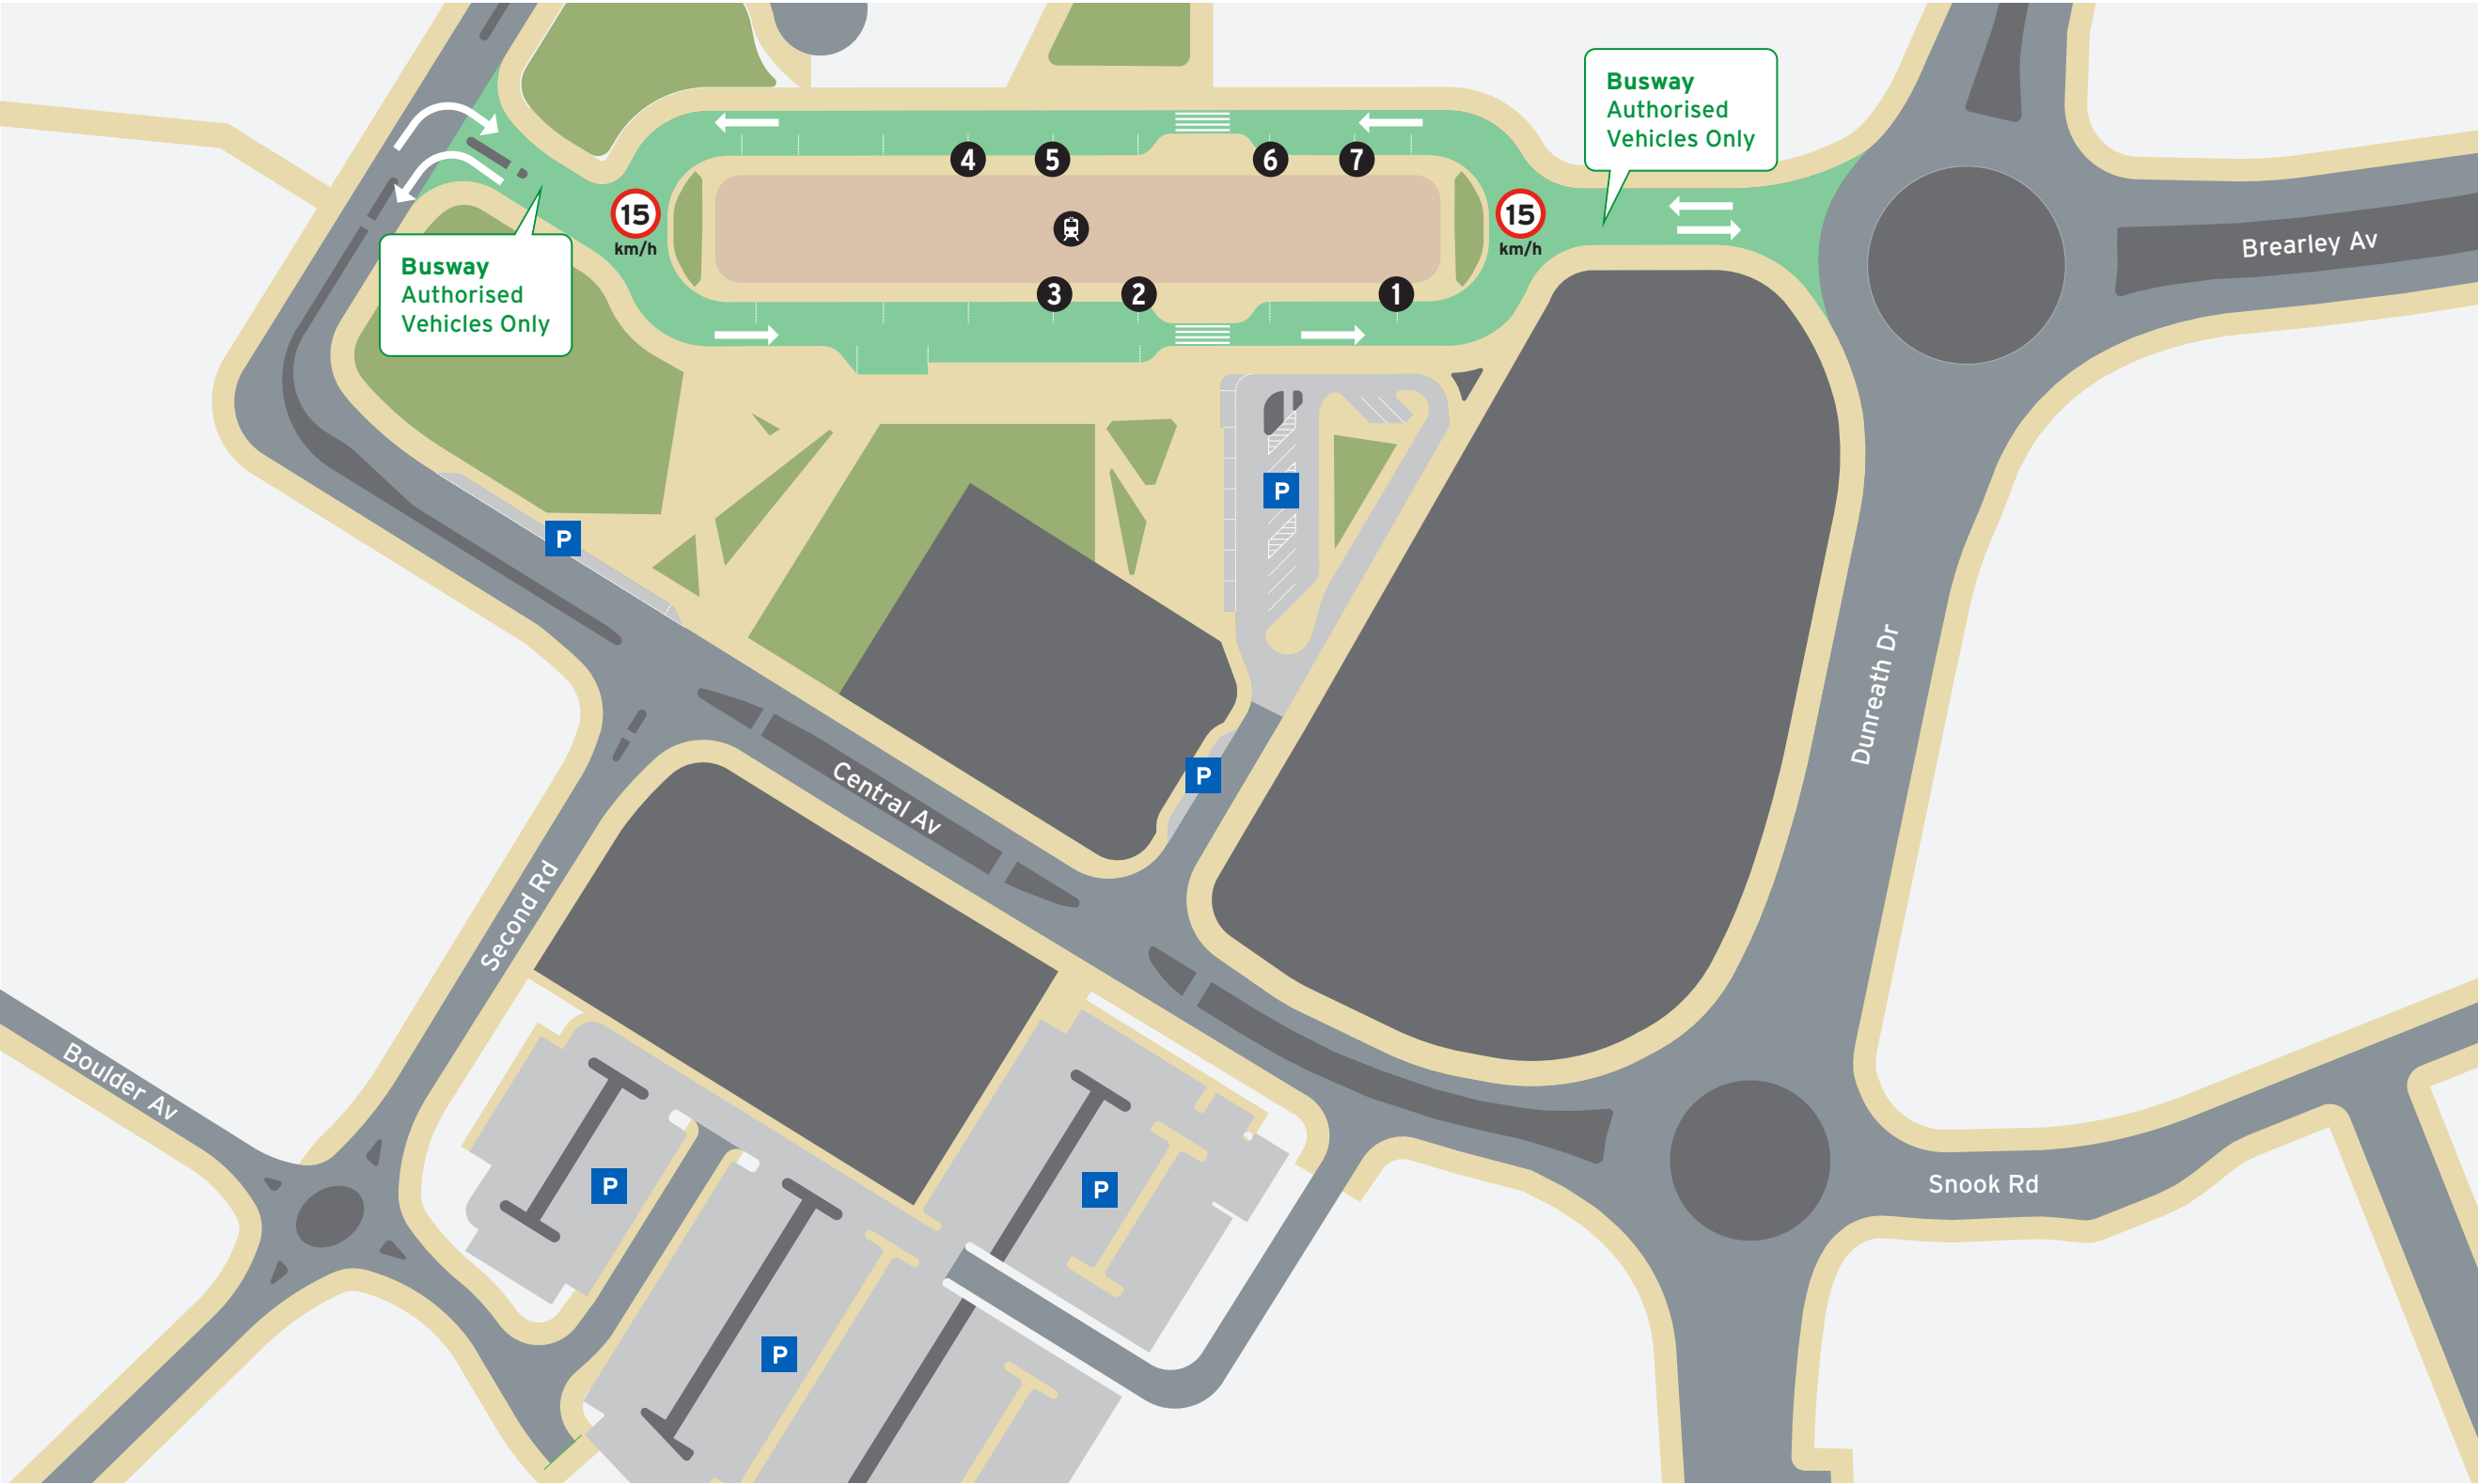 Busway
Authorised
Vehicles Only
4
5
6
7
15
km/h
15
km/h
Brearley Av
Busway
Authorised
Vehicles Only
3
2
1
P
P
P
Dunreath Dr
Central Av
Second Rd
Boulder Av
P
P
Snook Rd
P